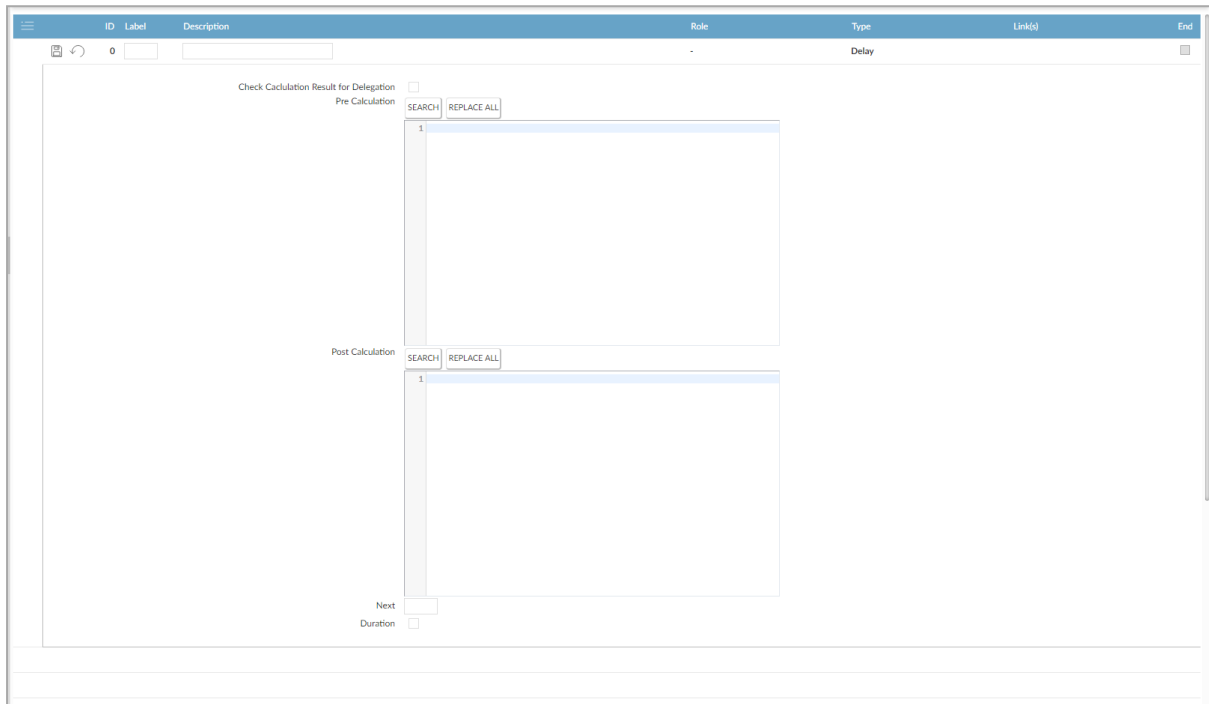 ID Label Description Role Type Link(s) End
0 - Delay
Check Caclulation Result for Delegation
Pre Calculation SEARCH REPLACE ALL
1
Post Calculation SEARCH REPLACE ALL
1
Next
Duration